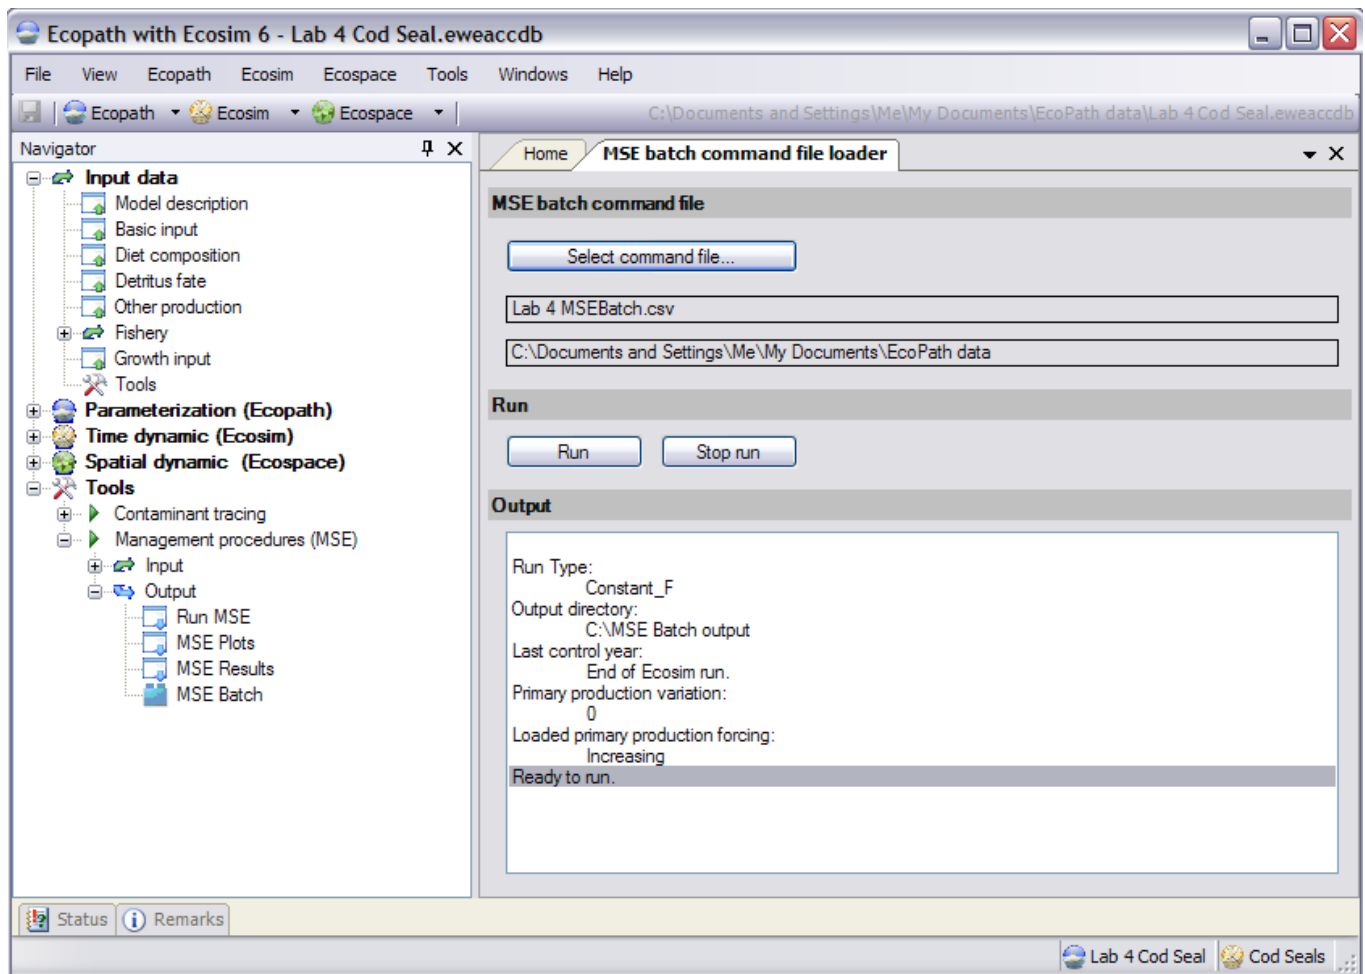 Ecopath with Ecosim 6 - Lab 4 Cod Seal.eweaccdb
File View Ecopath Ecosim Ecospace Tools Windows Help
Ecopath Ecosim Ecospace C:\Documents and Settings\Me\My Documents\EcoPath data\Lab 4 Cod Seal.eweaccdb
Navigator
Input data
Model description
Basic input
Diet composition
Detritus fate
Other production
Fishery
Growth input
Tools
Parameterization (Ecopath)
Time dynamic (Ecosim)
Spatial dynamic (Ecospace)
Tools
Contaminant tracing
Management procedures (MSE)
Input
Output
Run MSE
MSE Plots
MSE Results
MSE Batch
Home MSE batch command file loader
MSE batch command file
Select command file...
Lab 4 MSEBatch.csv
C:\Documents and Settings\Me\My Documents\EcoPath data
Run
Run Stop run
Output
Run Type:
Constant_F
Output directory:
C:\MSE Batch output
Last control year:
End of Ecosim run.
Primary production variation:
0
Loaded primary production forcing:
Increasing
Ready to run.
Status Remarks
Lab 4 Cod Seal Cod Seals